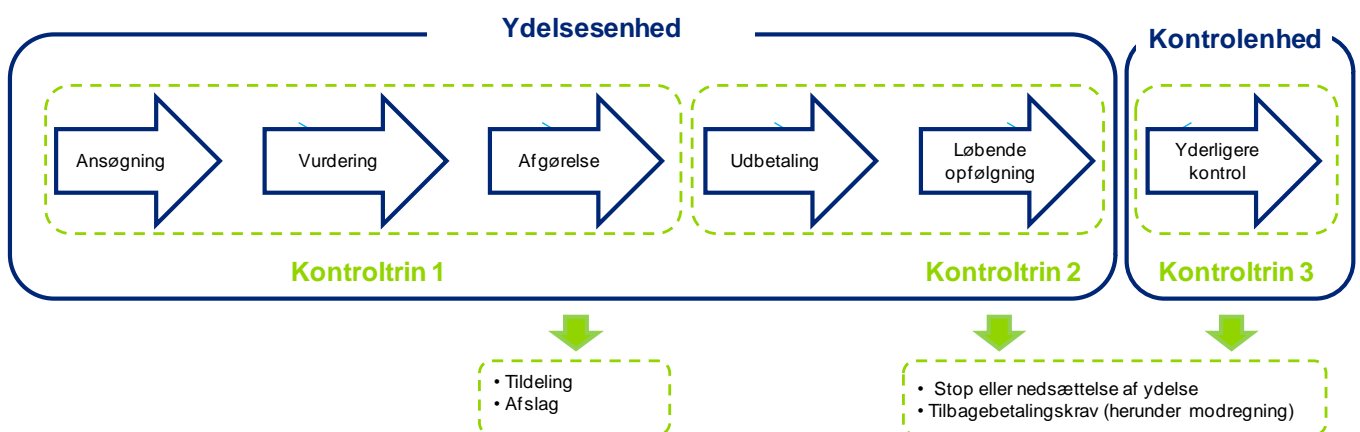 Ydelsesenhed
Kontrolenhed
Ansøgning
Vurdering
Afgørelse
Udbetaling
Løbende
opfølgning
Yderligere
kontrol
Kontroltrin 1
Kontroltrin 2
Kontroltrin 3
• Tildeling
• Afslag
• Stop eller nedsættelse af ydelse
• Tilbagebetalingskrav (herunder modregning)